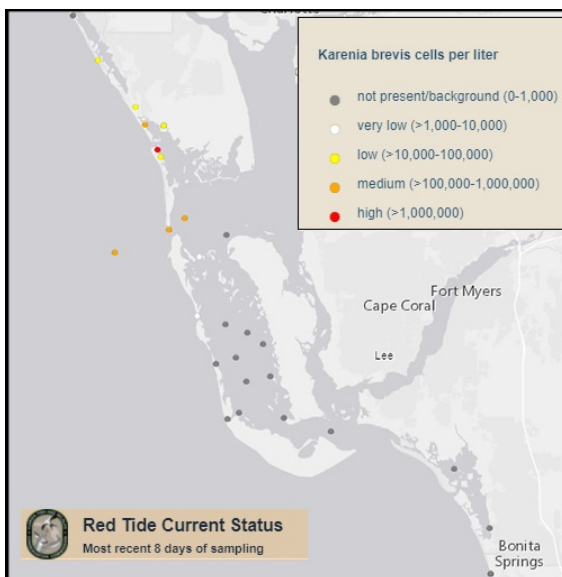 Charlotte
Karenia brevis cells per liter
not present/background (0-1,000)
very low (>1,000-10,000)
low (>10,000-100,000)
medium (>100,000-1,000,000)
high (>1,000,000)
Fort Myers
Cape Coral
Lee
Red Tide Current Status
Most recent 8 days of sampling
Bonita
Springs